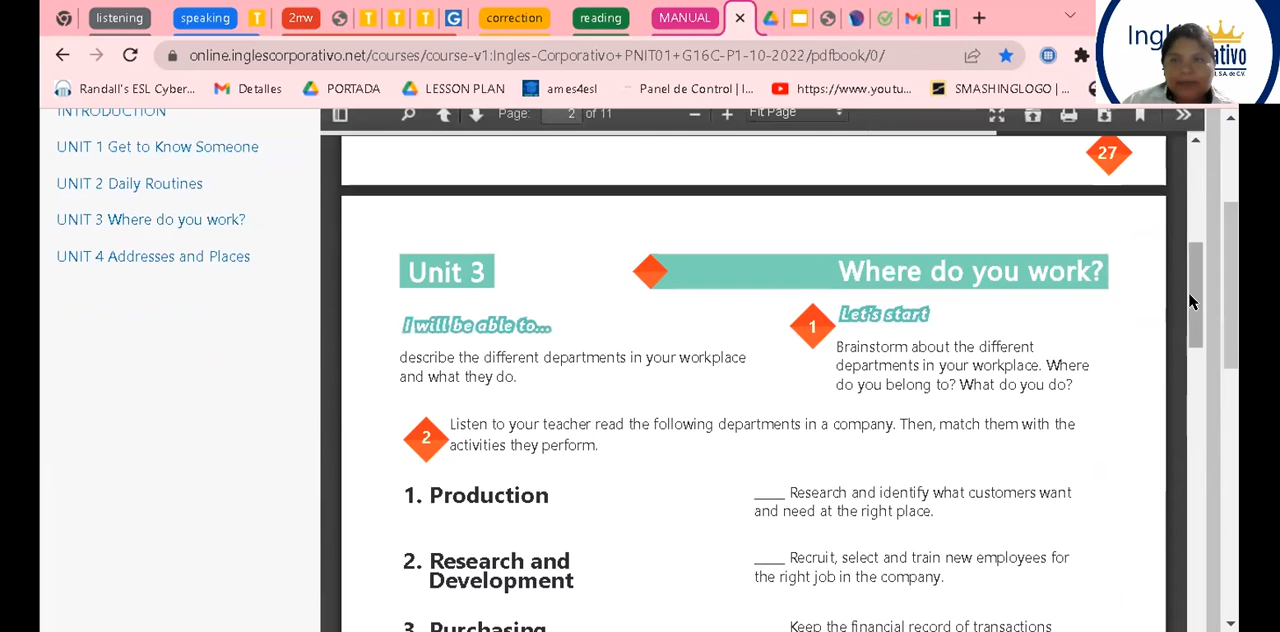 listening
speaking
2mw
correction
reading
MANUAL
online.inglescorporativo.net/courses/course-v1:Ingles-Corporativo+PNIT01+G16C-P1-10-2022/pdfbook/0/
Randall's ESL Cyber...
Detalles
PORTADA
LESSON PLAN
ames4esl
Panel de Control | I...
https://www.youtu...
SMASHINGLOGO | ...
INTRODUCTION
UNIT 1 Get to Know Someone
UNIT 2 Daily Routines
UNIT 3 Where do you work?
UNIT 4 Addresses and Places
Page: 2 of 11
Fit Page
27
Unit 3
Where do you work?
I will be able to...
describe the different departments in your workplace
and what they do.
1
Let's start
Brainstorm about the different
departments in your workplace. Where
do you belong to? What do you do?
2
Listen to your teacher read the following departments in a company. Then, match them with the
activities they perform.
1. Production
____ Research and identify what customers want
and need at the right place.
2. Research and
Development
____ Recruit, select and train new employees for
the right job in the company.
3. Purchasing
Keep the financial record of transactions